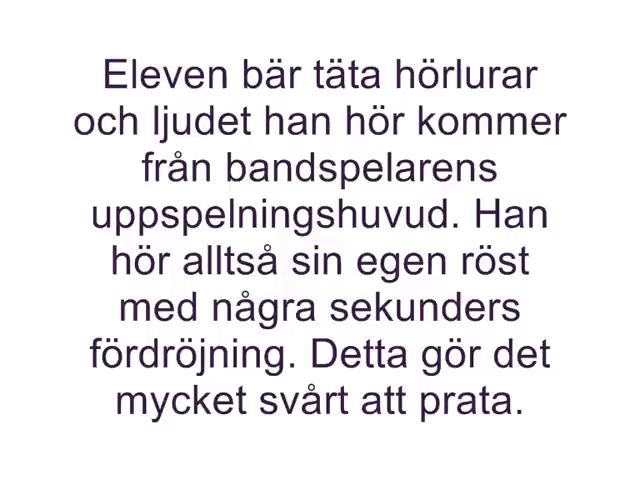 Eleven bär täta hörlurar
och ljudet han hör kommer
från bandspelarens
uppspelningshuvud. Han
hör alltså sin egen röst
med några sekunders
fördröjning. Detta gör det
mycket svårt att prata.